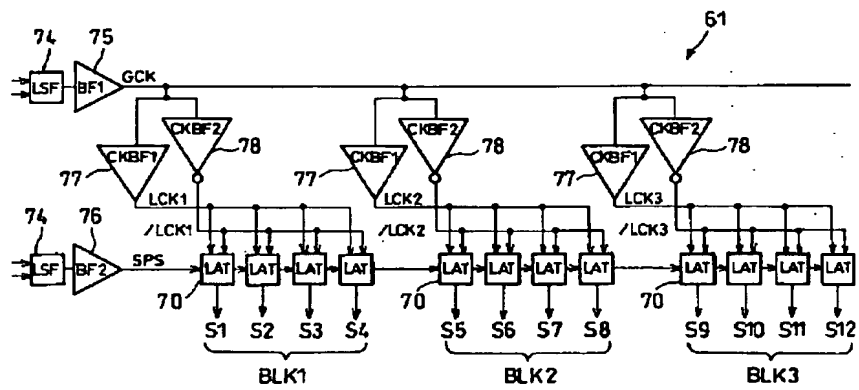 61
74
75
LSF
BF1
GCK
CKBF1
CKBF2
CKBF1
CKBF2
CKBF1
CKBF2
77
78
77
78
77
78
LCK1
LCK2
LCK3
/LCK1
/LCK2
/LCK3
74
76
LSF
BF2
SPS
LAT
LAT
LAT
LAT
LAT
LAT
LAT
LAT
LAT
LAT
LAT
LAT
70
70
70
S1
S2
S3
S4
S5
S6
S7
S8
S9
S10
S11
S12
BLK1
BLK2
BLK3